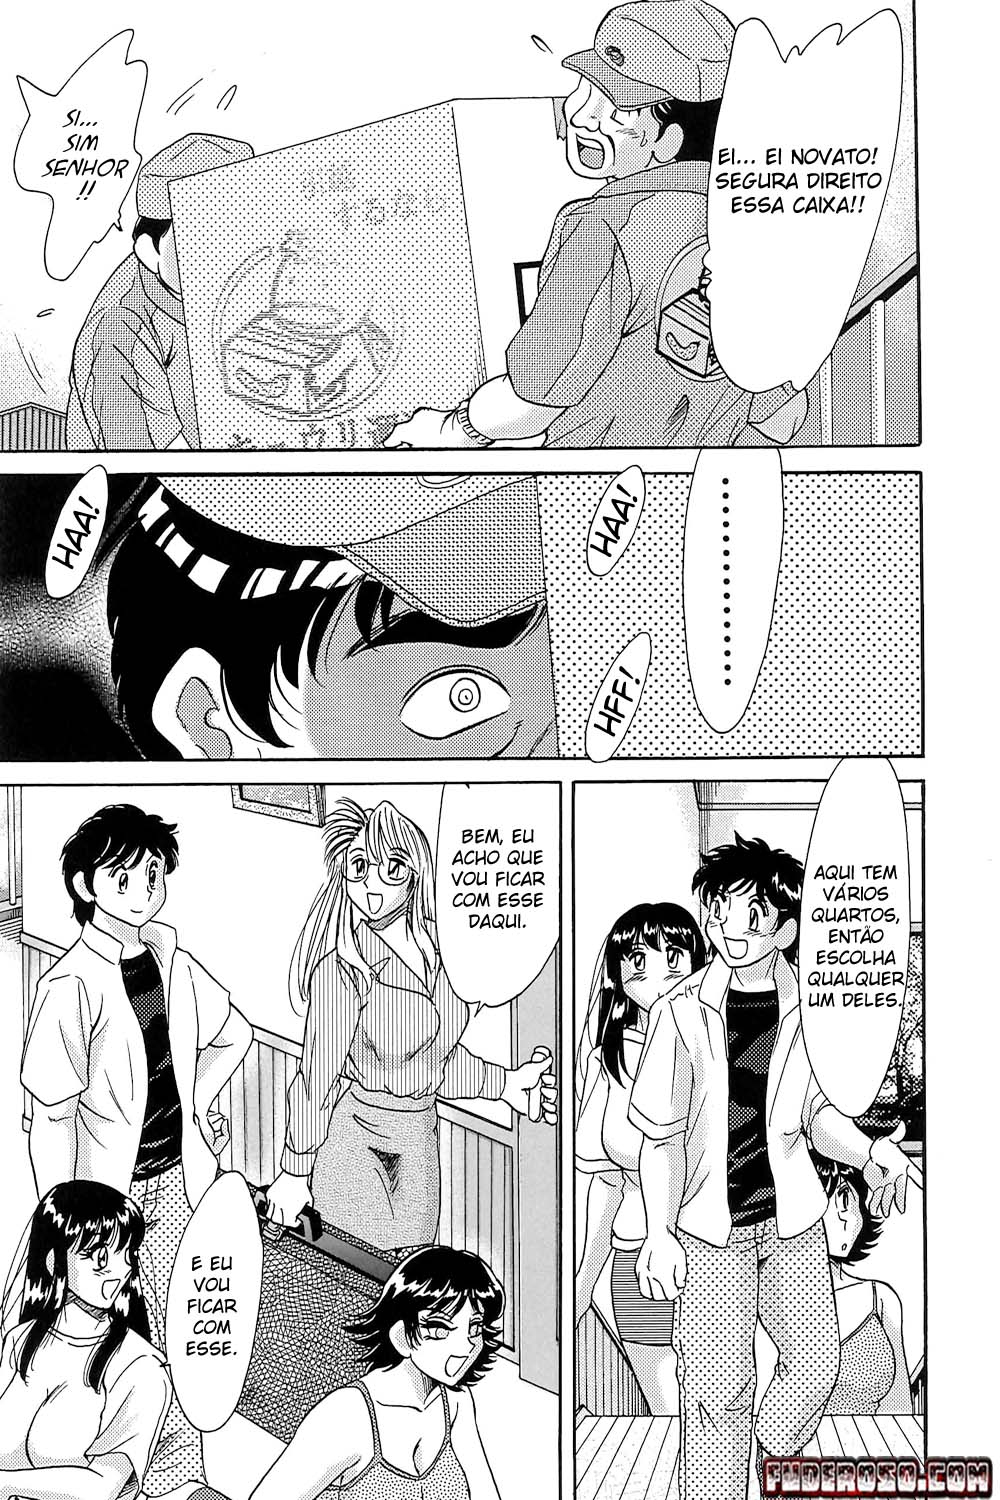 EI... EI NOVATO!
SEGURA DIREITO
ESSA CAIXA!!
SI...
SIM
SENHOR
!!
HAA!
HFF!
HAA!
AQUI TEM
VÁRIOS
QUARTOS,
ENTÃO
ESCOLHA
QUALQUER
UM DELES.
BEM, EU
ACHO QUE
VOU FICAR
COM ESSE
DAQUI.
E EU
VOU
FICAR
COM
ESSE.
FUDEROSO.COM